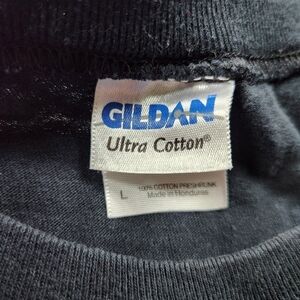 GILDAN
Ultra Cotton®
L
100% COTTON PRESHRUNK
Made in Honduras